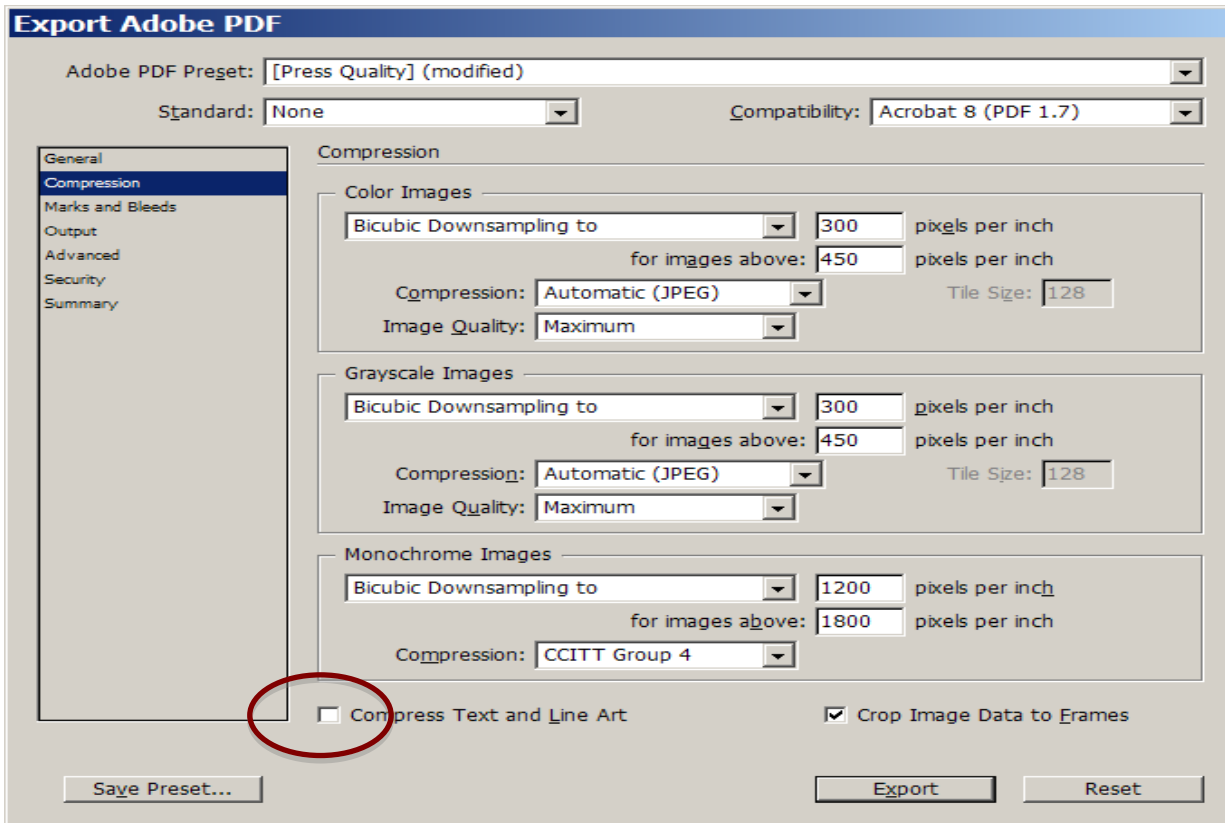 Export Adobe PDF
Adobe PDF Preset: [Press Quality] (modified)
Standard: None Compatibility: Acrobat 8 (PDF 1.7)
General
Compression
Marks and Bleeds
Output
Advanced
Security
Summary
Compression
Color Images
Bicubic Downsampling to 300 pixels per inch
for images above: 450 pixels per inch
Compression: Automatic (JPEG) Tile Size: 128
Image Quality: Maximum
Grayscale Images
Bicubic Downsampling to 300 pixels per inch
for images above: 450 pixels per inch
Compression: Automatic (JPEG) Tile Size: 128
Image Quality: Maximum
Monochrome Images
Bicubic Downsampling to 1200 pixels per inch
for images above: 1800 pixels per inch
Compression: CCITT Group 4
Compress Text and Line Art Crop Image Data to Frames
Save Preset... Export Reset